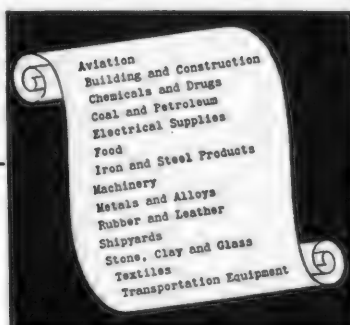 Aviation
Building and Construction
Chemicals and Drugs
Coal and Petroleum
Electrical Supplies
Food
Iron and Steel Products
Machinery
Metals and Alloys
Rubber and Leather
Shipyards
Stone, Clay and Glass
Textiles
Transportation Equipment